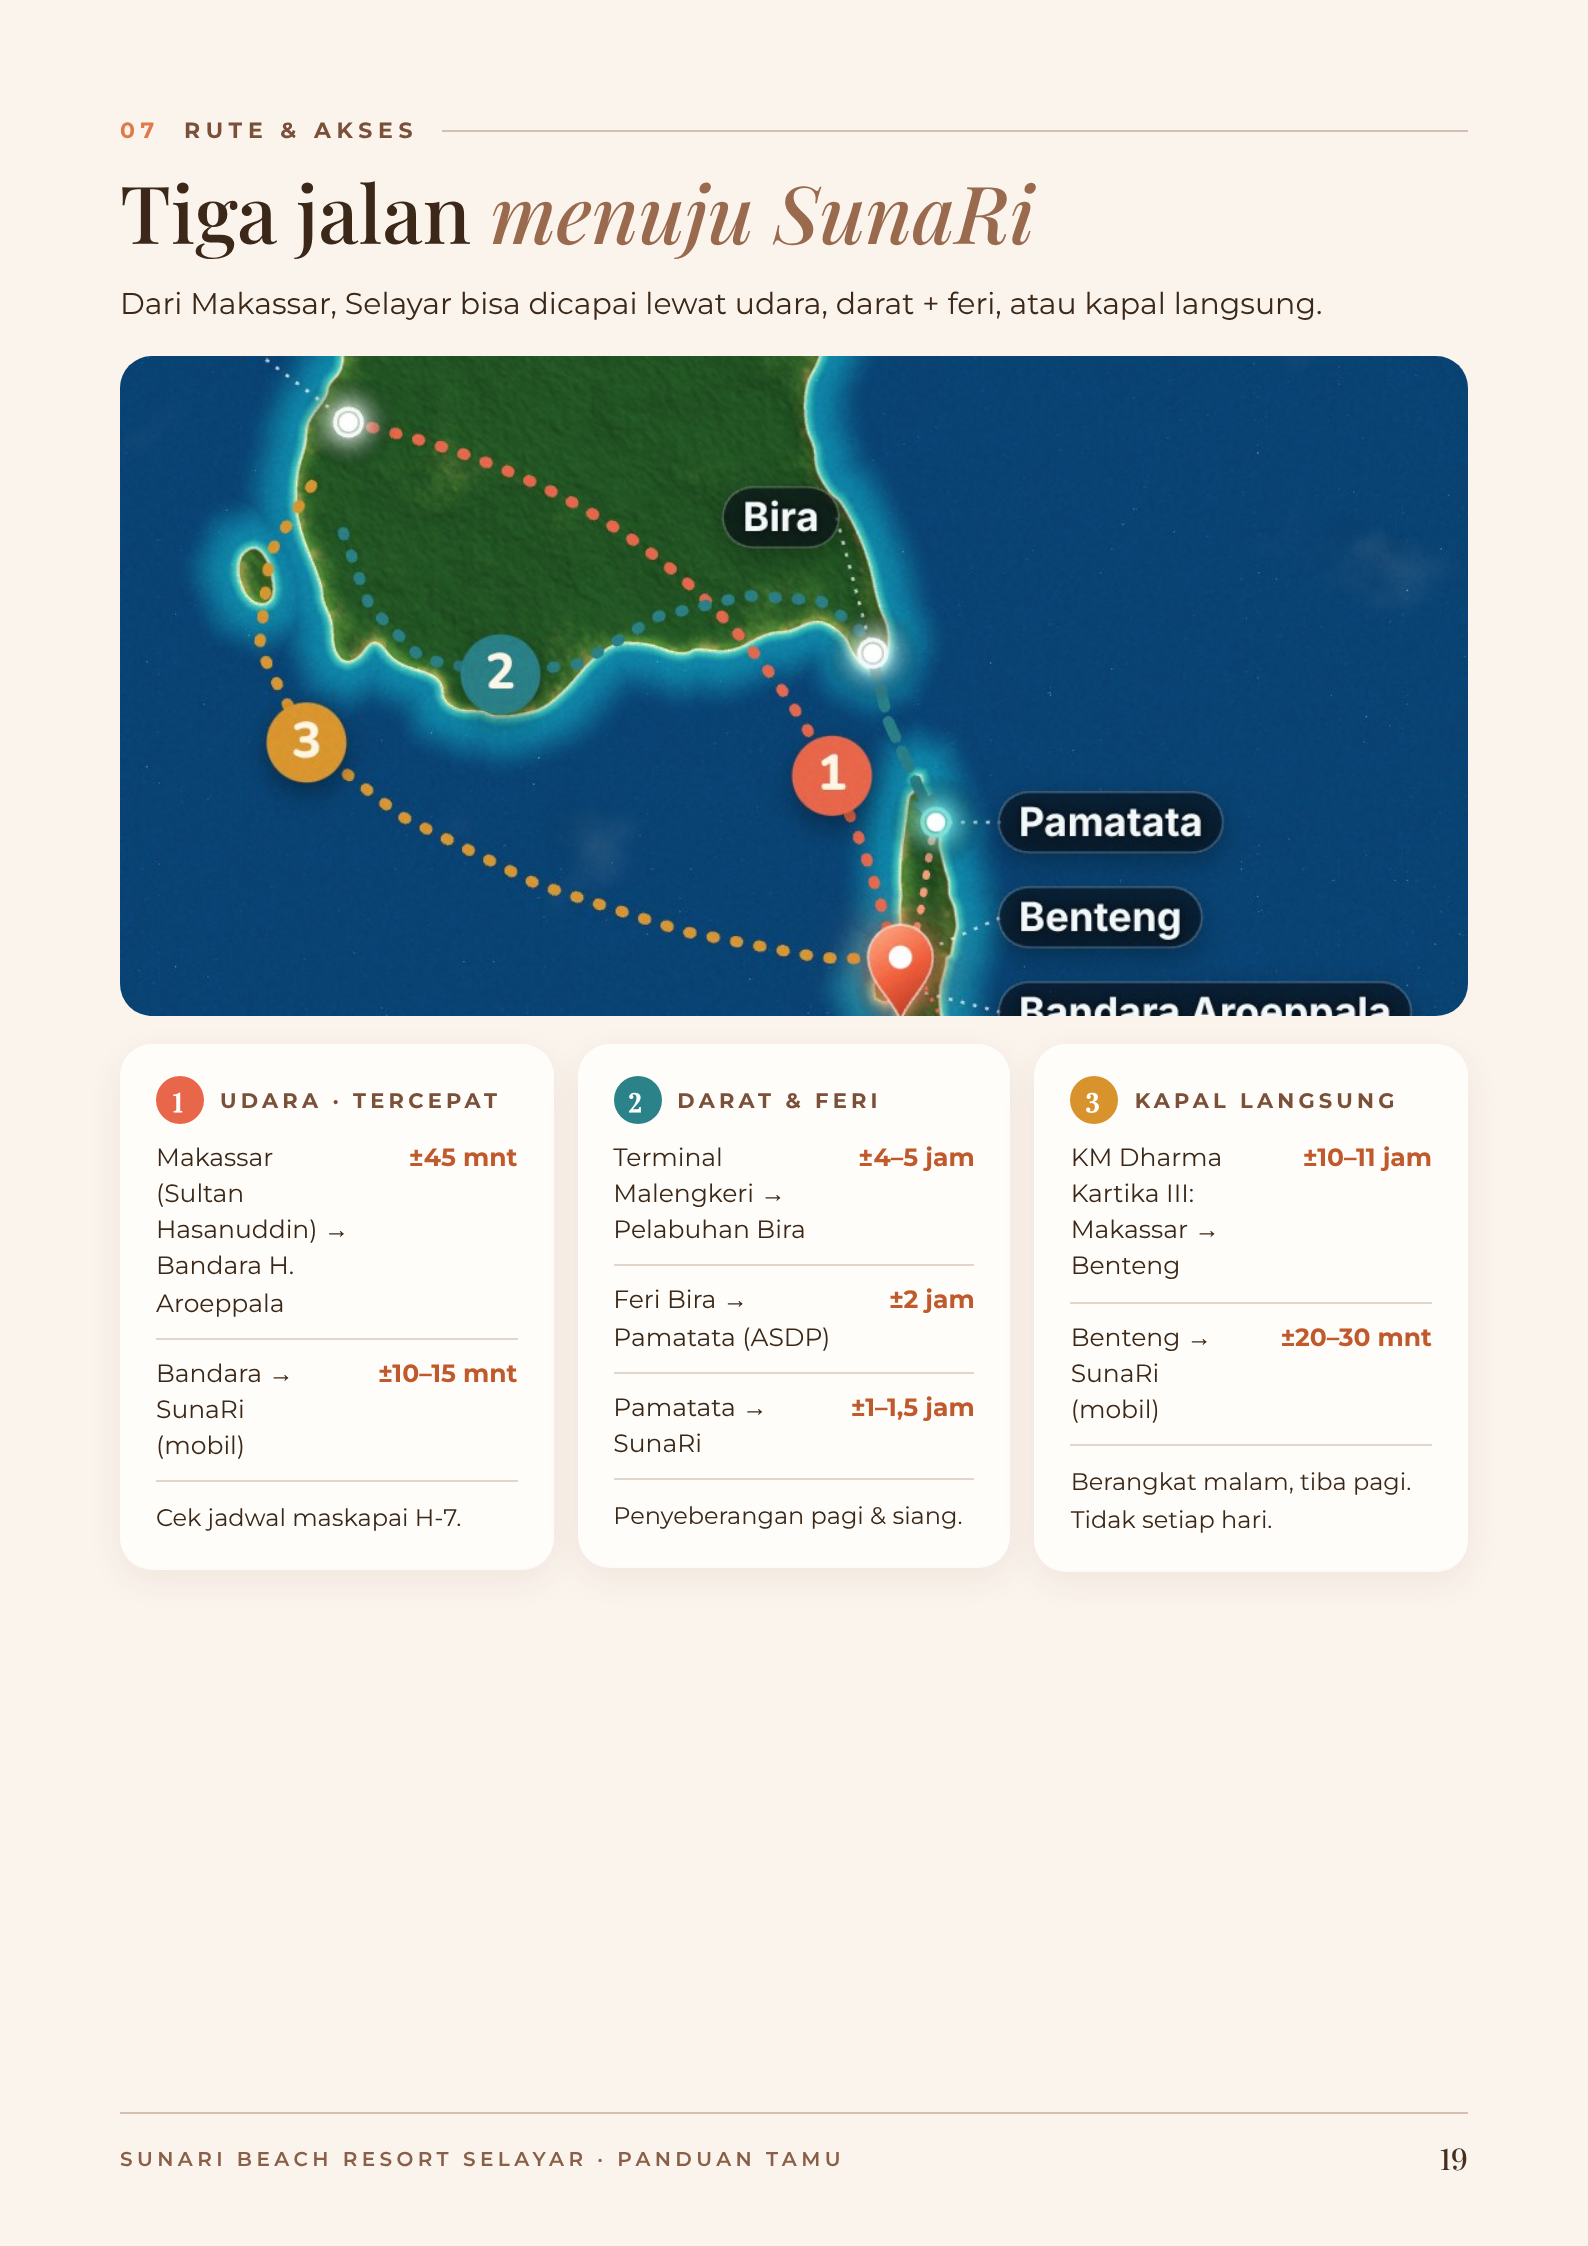 07 RUTE & AKSES
Tiga jalan menuju SunaRi
Dari Makassar, Selayar bisa dicapai lewat udara, darat + feri, atau kapal langsung.
Bira
2
3
1
Pamatata
Benteng
Bandara Aroeppala
1 UDARA · TERCEPAT
Makassar ±45 mnt
(Sultan
Hasanuddin) →
Bandara H.
Aroeppala
Bandara → ±10–15 mnt
SunaRi
(mobil)
Cek jadwal maskapai H-7.
2 DARAT & FERI
Terminal ±4–5 jam
Malengkeri →
Pelabuhan Bira
Feri Bira → ±2 jam
Pamatata (ASDP)
Pamatata → ±1–1,5 jam
SunaRi
Penyeberangan pagi & siang.
3 KAPAL LANGSUNG
KM Dharma ±10–11 jam
Kartika III:
Makassar →
Benteng
Benteng → ±20–30 mnt
SunaRi
(mobil)
Berangkat malam, tiba pagi.
Tidak setiap hari.
SUNARI BEACH RESORT SELAYAR · PANDUAN TAMU
19